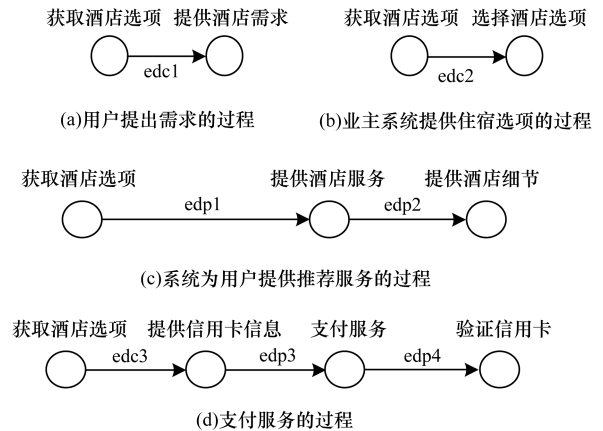 获取酒店选项 提供酒店需求 获取酒店选项 选择酒店选项
edc1 edc2
(a)用户提出需求的过程 (b)业主系统提供住宿选项的过程
获取酒店选项 提供酒店服务 提供酒店细节
edp1 edp2
(c)系统为用户提供推荐服务的过程
获取酒店选项 提供信用卡信息 支付服务 验证信用卡
edc3 edp3 edp4
(d)支付服务的过程